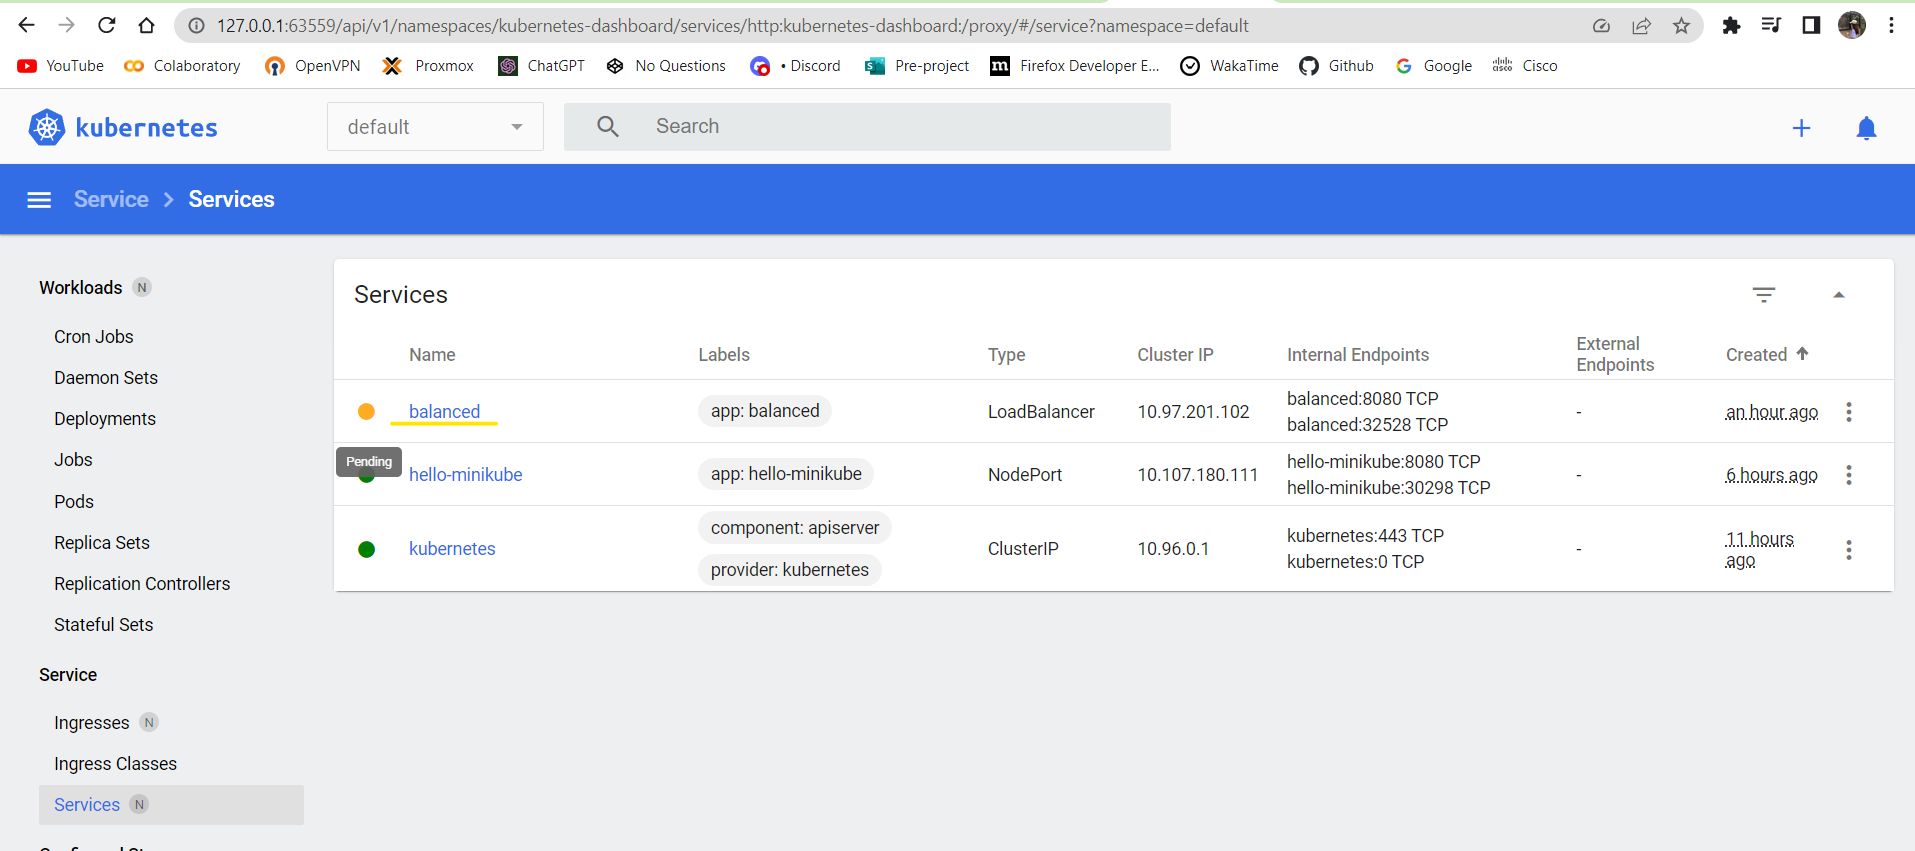 127.0.0.1:63559/api/v1/namespaces/kubernetes-dashboard/services/http:kubernetes-dashboard:/proxy/#/service?namespace=default
YouTube Colaboratory OpenVPN Proxmox ChatGPT No Questions • Discord Pre-project Firefox Developer E... WakaTime Github Google Cisco
kubernetes default Search
Service Services
Workloads N
Cron Jobs
Daemon Sets
Deployments
Jobs
Pods
Replica Sets
Replication Controllers
Stateful Sets
Service
Ingresses N
Ingress Classes
Services N
Services
Name Labels Type Cluster IP Internal Endpoints External Endpoints Created
balanced app: balanced LoadBalancer 10.97.201.102 balanced:8080 TCP - an hour ago
balanced:32528 TCP
Pending
hello-minikube app: hello-minikube NodePort 10.107.180.111 hello-minikube:8080 TCP - 6 hours ago
hello-minikube:30298 TCP
kubernetes component: apiserver ClusterIP 10.96.0.1 kubernetes:443 TCP - 11 hours ago
provider: kubernetes kubernetes:0 TCP